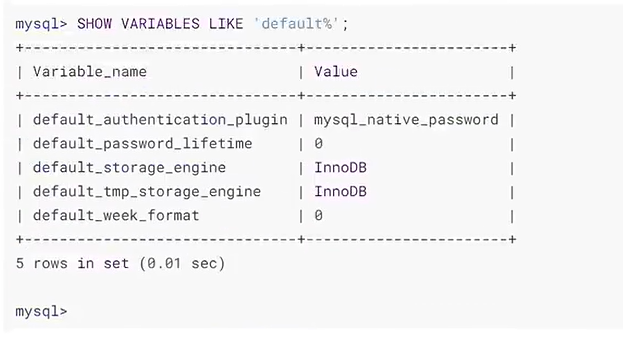 mysql> SHOW VARIABLES LIKE 'default%';
+-------------------------------+-----------------------+
| Variable_name                 | Value                 |
+-------------------------------+-----------------------+
| default_authentication_plugin | mysql_native_password |
| default_password_lifetime     | 0                     |
| default_storage_engine        | InnoDB                |
| default_tmp_storage_engine    | InnoDB                |
| default_week_format           | 0                     |
+-------------------------------+-----------------------+
5 rows in set (0.01 sec)
mysql>